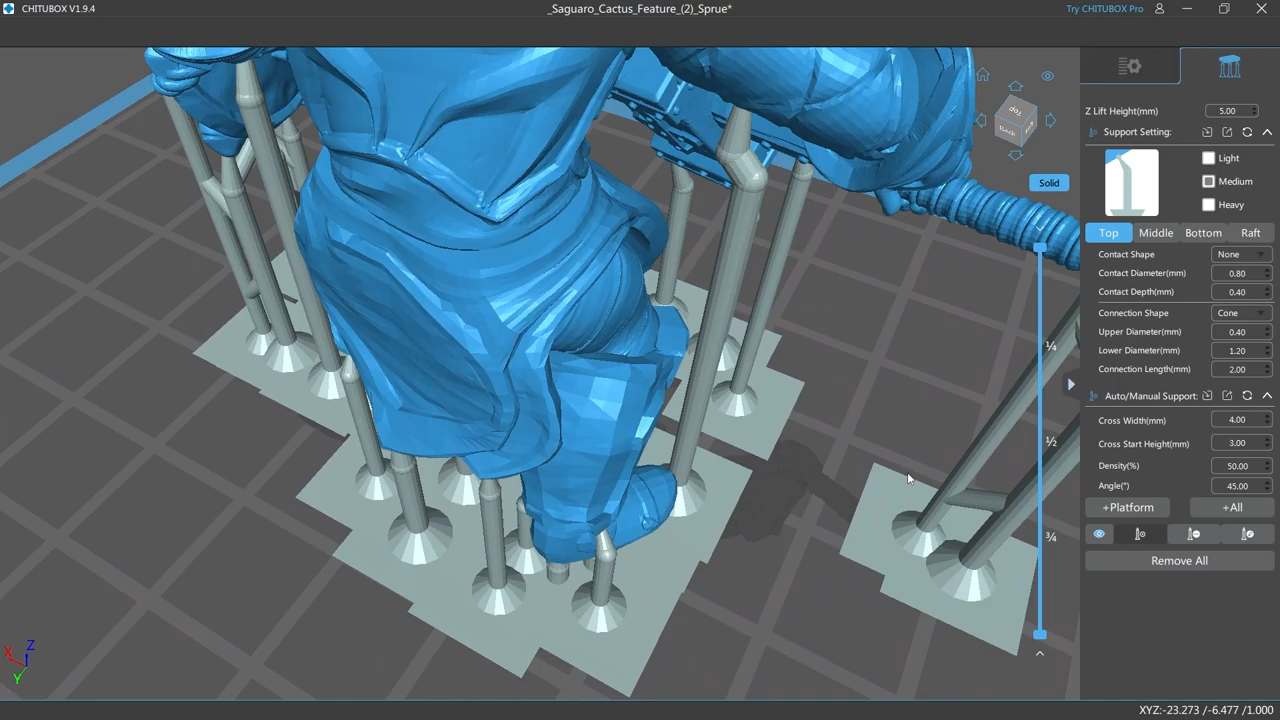 CHITUBOX V1.9.4
_Saguaro_Cactus_Feature_(2)_Sprue*
Try CHITUBOX Pro
Z Lift Height(mm) 5.00
Support Setting:
Light
Medium
Heavy
Solid
Top Middle Bottom Raft
Contact Shape None
Contact Diameter(mm) 0.80
Contact Depth(mm) 0.40
Connection Shape Cone
Upper Diameter(mm) 0.40
Lower Diameter(mm) 1.20
Connection Length(mm) 2.00
Auto/Manual Support:
Cross Width(mm) 4.00
Cross Start Height(mm) 3.00
Density(%) 50.00
Angle(°) 45.00
+Platform +All
Remove All
¼
½
¾
Top
Back
X
Z
Y
XYZ:-23.273 /-6.477 /1.000